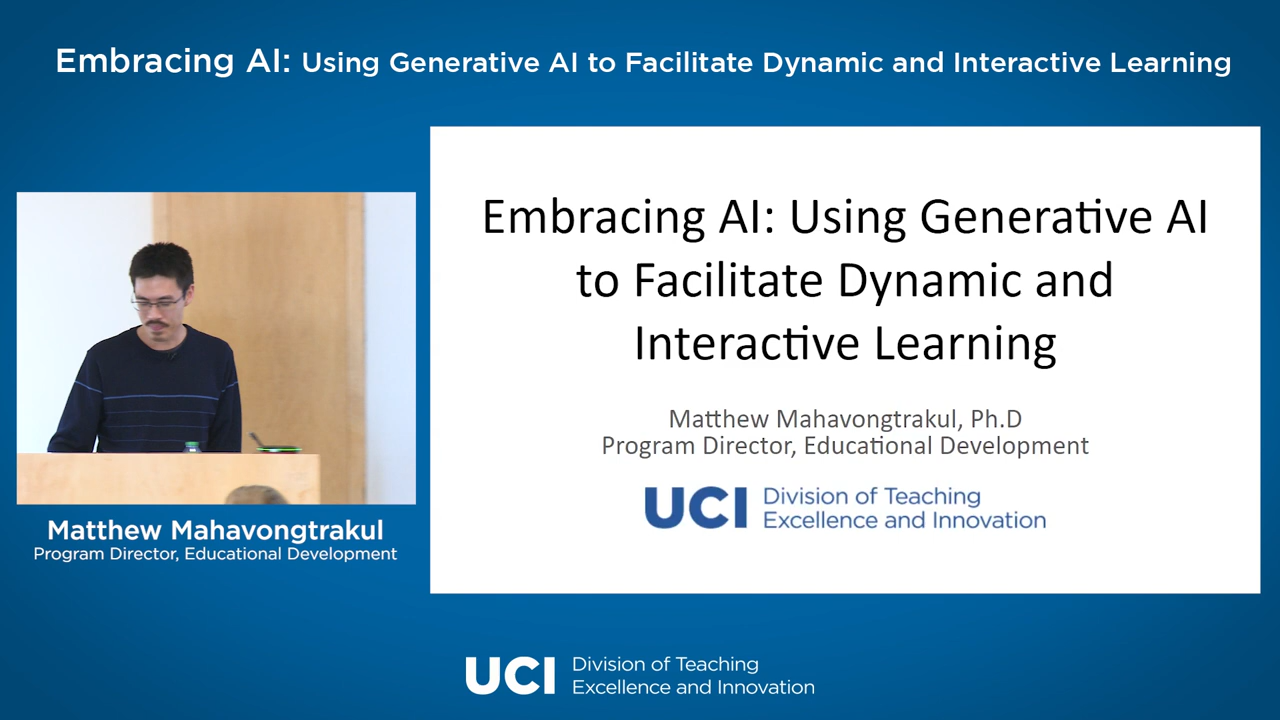 Embracing AI: Using Generative AI to Facilitate Dynamic and Interactive Learning
Embracing AI: Using Generative AI
to Facilitate Dynamic and
Interactive Learning
Matthew Mahavongtrakul, Ph.D
Program Director, Educational Development
UCI Division of Teaching
Excellence and Innovation
Matthew Mahavongtrakul
Program Director, Educational Development
UCI Division of Teaching
Excellence and Innovation